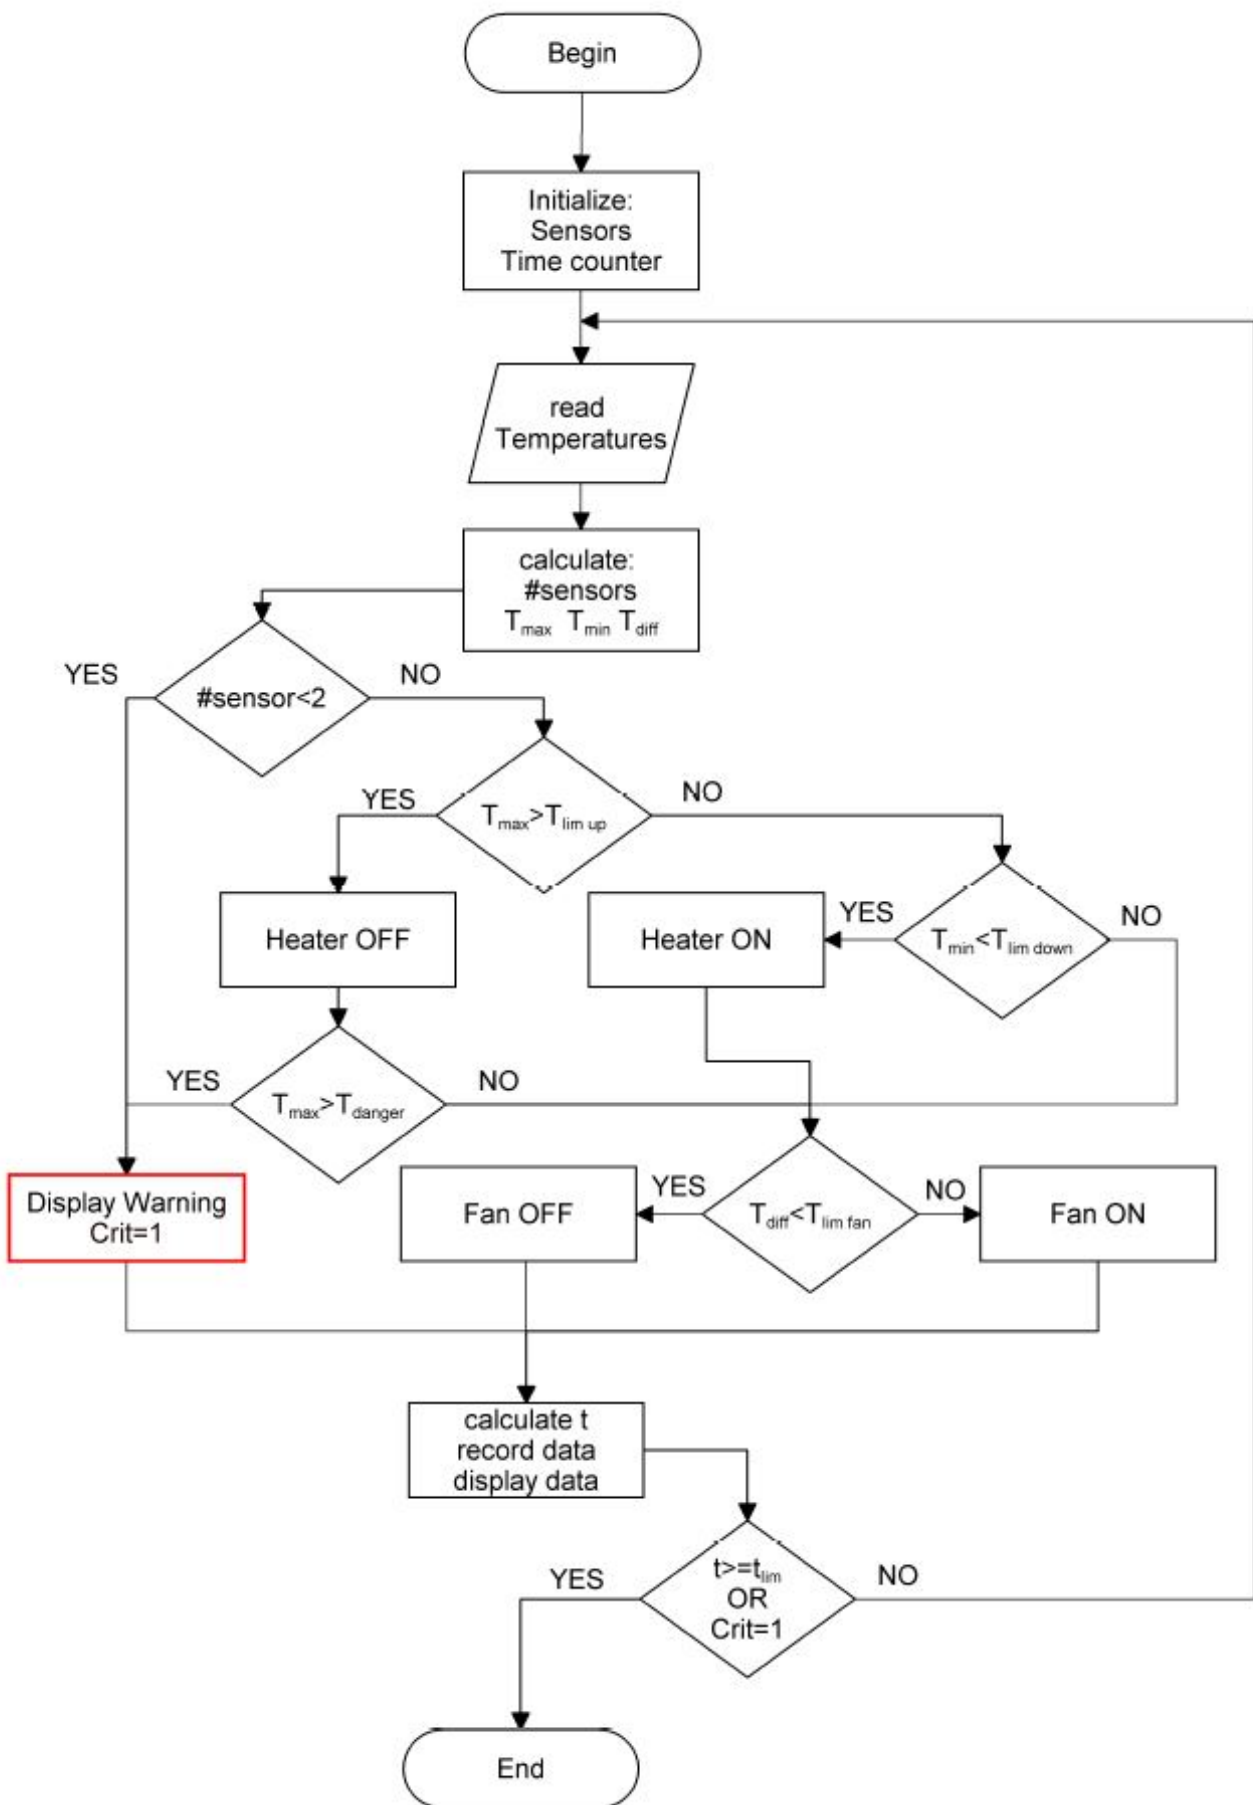 Begin
Initialize:
Sensors
Time counter
read
Temperatures
calculate:
#sensors
Tmax Tmin Tdiff
YES
#sensor<2
NO
YES
Tmax>Tlim up
NO
Heater OFF
Heater ON
YES
Tmin<Tlim down
NO
YES
Tmax>Tdanger
NO
Display Warning
Crit=1
Fan OFF
YES
Tdiff<Tlim fan
NO
Fan ON
calculate t
record data
display data
YES
t>=tlim
OR
Crit=1
NO
End